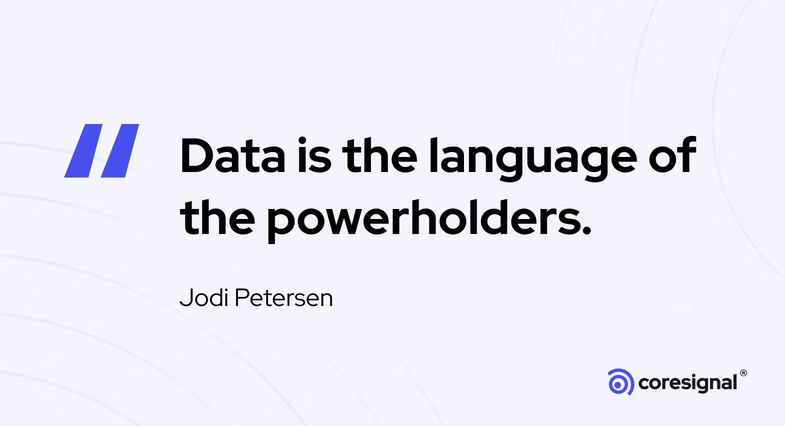 Data is the language of
the powerholders.
Jodi Petersen
coresignal®